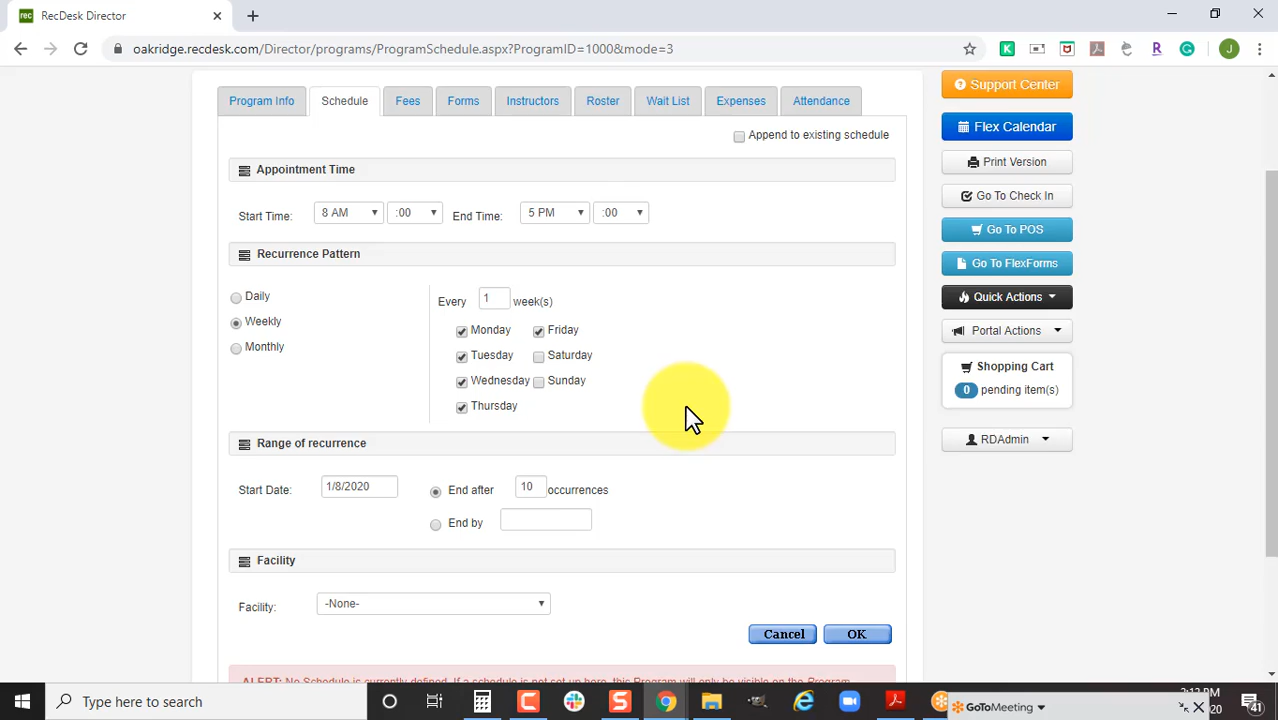 rec RecDesk Director
oakridge.recdesk.com/Director/programs/ProgramSchedule.aspx?ProgramID=1000&mode=3
K R J
Program Info Schedule Fees Forms Instructors Roster Wait List Expenses Attendance
Append to existing schedule
Appointment Time
Start Time: 8 AM :00 End Time: 5 PM :00
Recurrence Pattern
Daily
Weekly
Monthly
Every 1 week(s)
Monday Friday
Tuesday Saturday
Wednesday Sunday
Thursday
Range of recurrence
Start Date: 1/8/2020 End after 10 occurrences
End by
Facility
Facility: -None-
Cancel OK
ALERT: No Schedule is currently defined. If a schedule is not set up here, this Program will only be visible on the Program
Support Center
Flex Calendar
Print Version
Go To Check In
Go To POS
Go To FlexForms
Quick Actions
Portal Actions
Shopping Cart
0 pending item(s)
RDAdmin
Type here to search
GoToMeeting
41